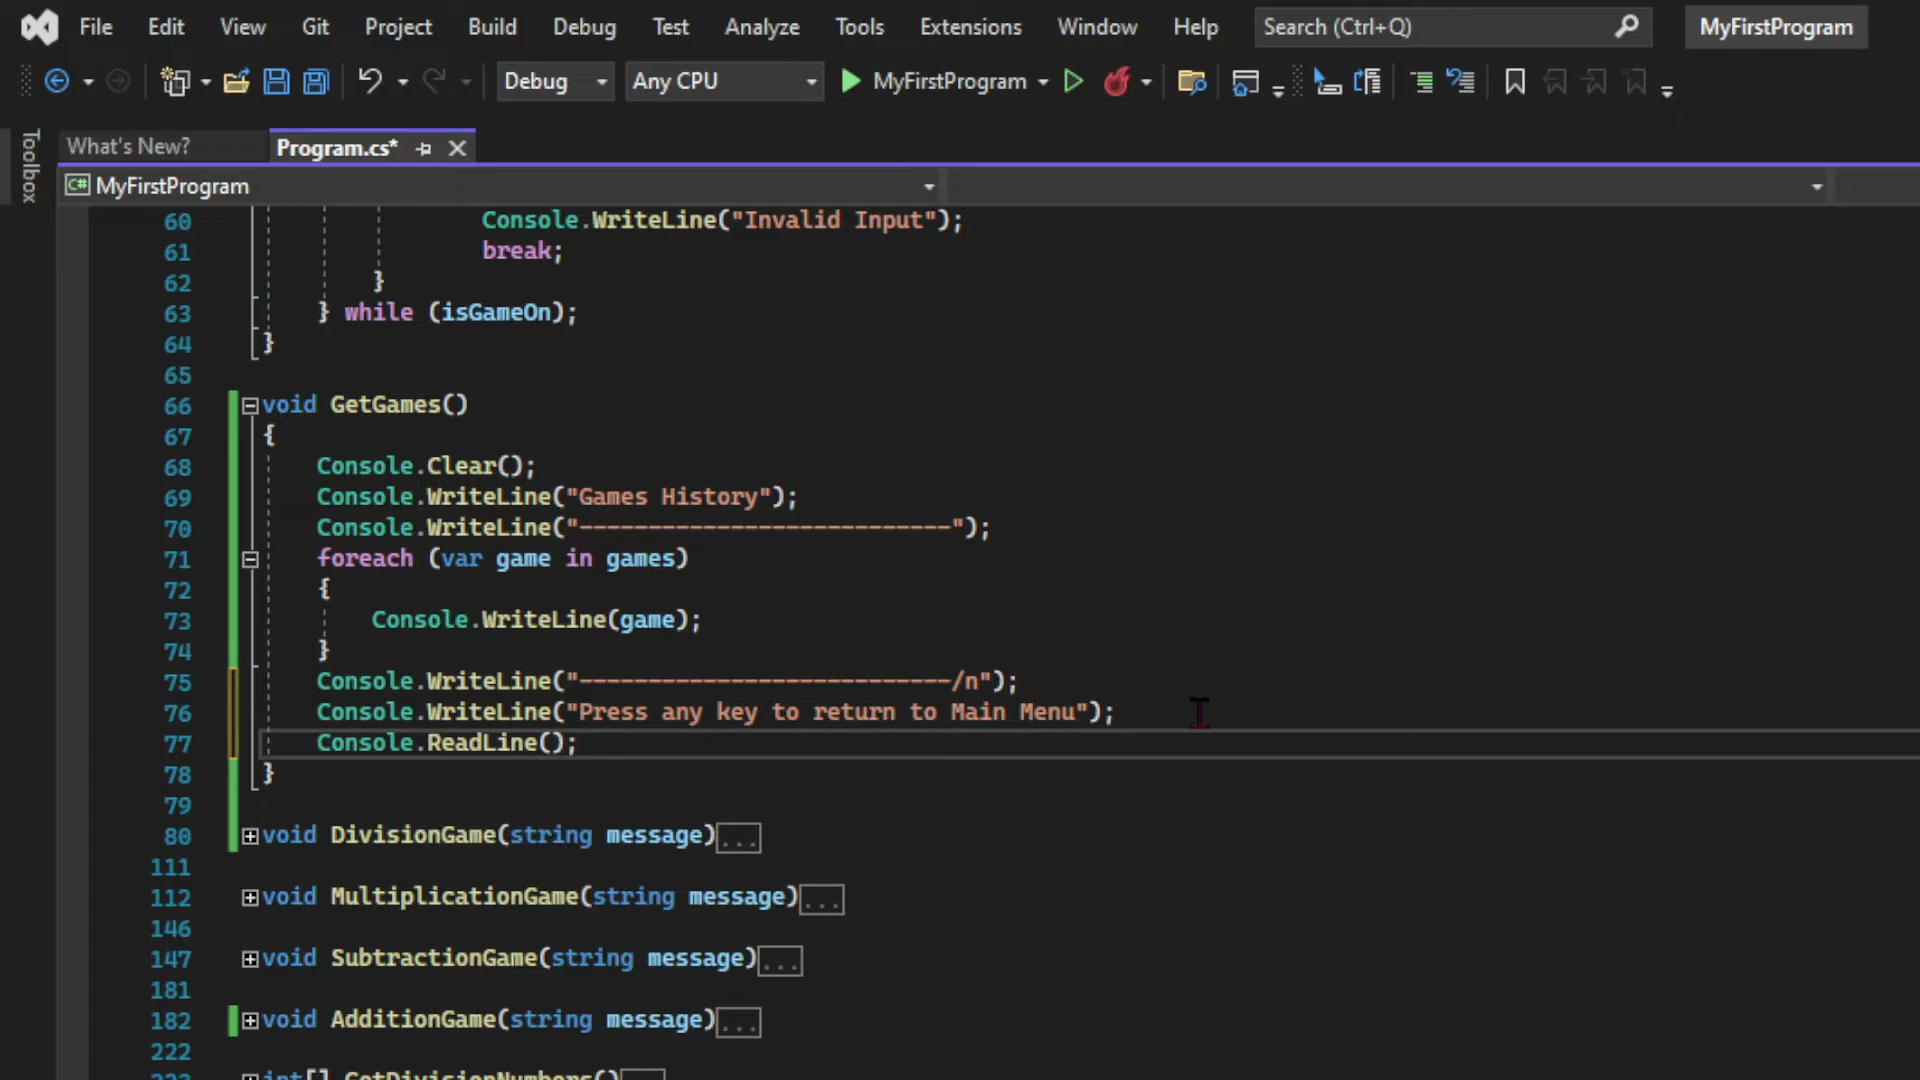 File Edit View Git Project Build Debug Test Analyze Tools Extensions Window Help Search (Ctrl+Q) MyFirstProgram
Debug Any CPU MyFirstProgram
Toolbox
What's New? Program.cs*
C# MyFirstProgram
60 Console.WriteLine("Invalid Input");
61 break;
62 }
63 } while (isGameOn);
64 }
65
66 void GetGames()
67 {
68 Console.Clear();
69 Console.WriteLine("Games History");
70 Console.WriteLine("---------------------------");
71 foreach (var game in games)
72 {
73 Console.WriteLine(game);
74 }
75 Console.WriteLine("---------------------------/n");
76 Console.WriteLine("Press any key to return to Main Menu");
77 Console.ReadLine();
78 }
79
80 void DivisionGame(string message)...
111
112 void MultiplicationGame(string message)...
146
147 void SubtractionGame(string message)...
181
182 void AdditionGame(string message)...
222
223 int[] GetDivisionNumbers()